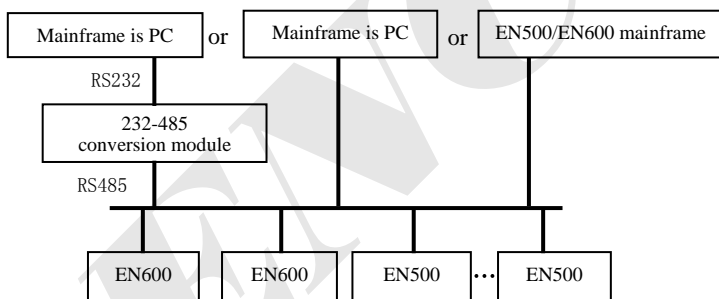 Mainframe is PC or Mainframe is PC or EN500/EN600 mainframe
RS232
232-485
conversion module
RS485
EN600 EN600 EN500 ... EN500